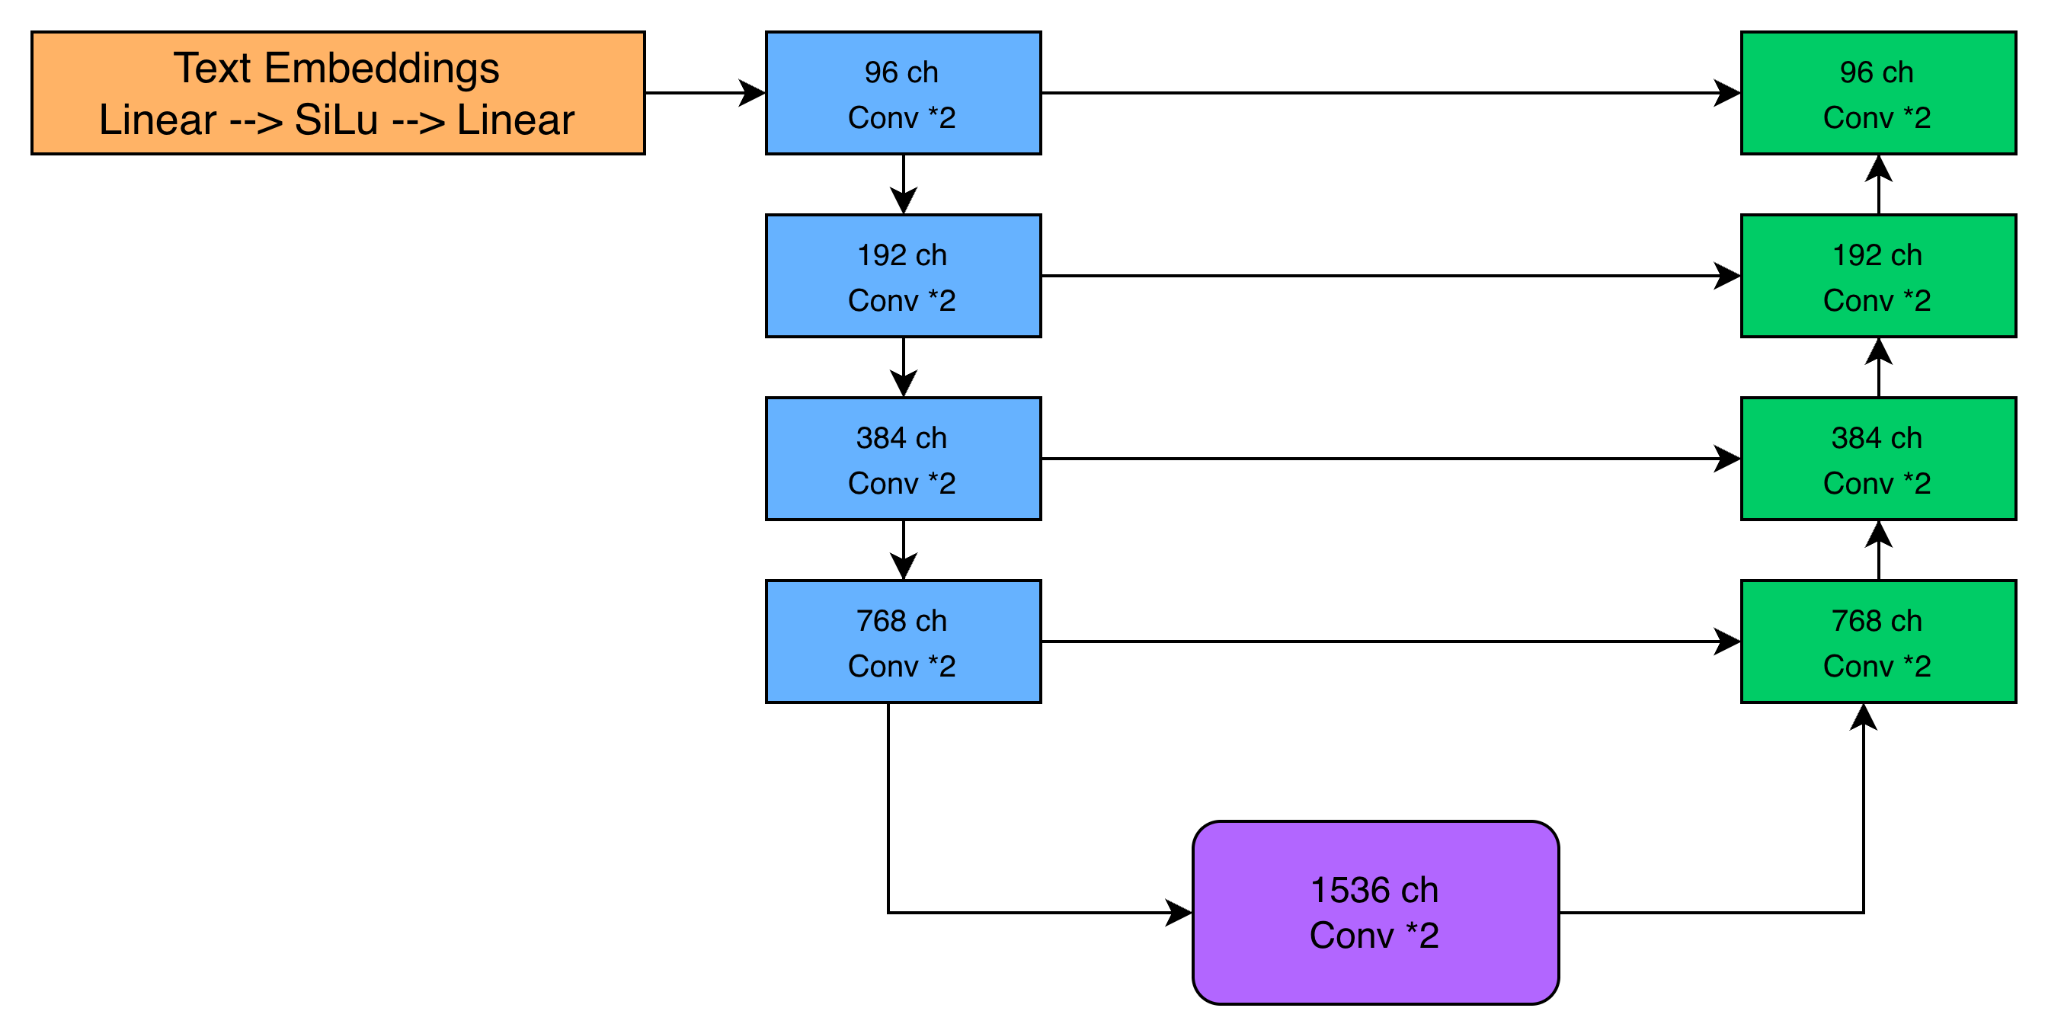 Text Embeddings
Linear --> SiLu --> Linear
96 ch
Conv *2
96 ch
Conv *2
192 ch
Conv *2
192 ch
Conv *2
384 ch
Conv *2
384 ch
Conv *2
768 ch
Conv *2
768 ch
Conv *2
1536 ch
Conv *2